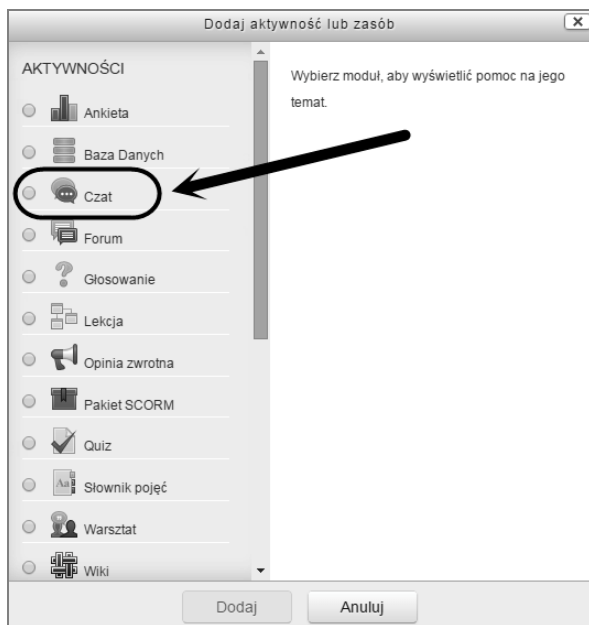 Dodaj aktywność lub zasób
AKTYWNOŚCI
Ankieta
Baza Danych
Czat
Forum
Głosowanie
Lekcja
Opinia zwrotna
Pakiet SCORM
Quiz
Słownik pojęć
Warsztat
Wiki
Wybierz moduł, aby wyświetlić pomoc na jego
temat.
Dodaj
Anuluj